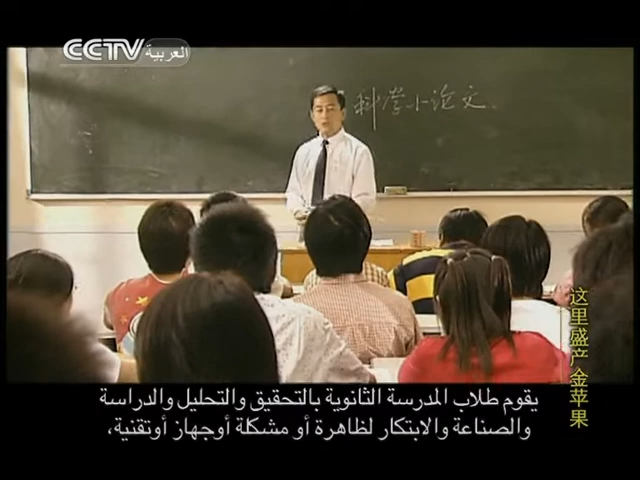 CCTV العربية
科学小论文
这里盛产金苹果
يقوم طلاب المدرسة الثانوية بالتحقيق والتحليل والدراسة
والصناعة والابتكار لظاهرة أو مشكلة أوجهاز أوتقنية،